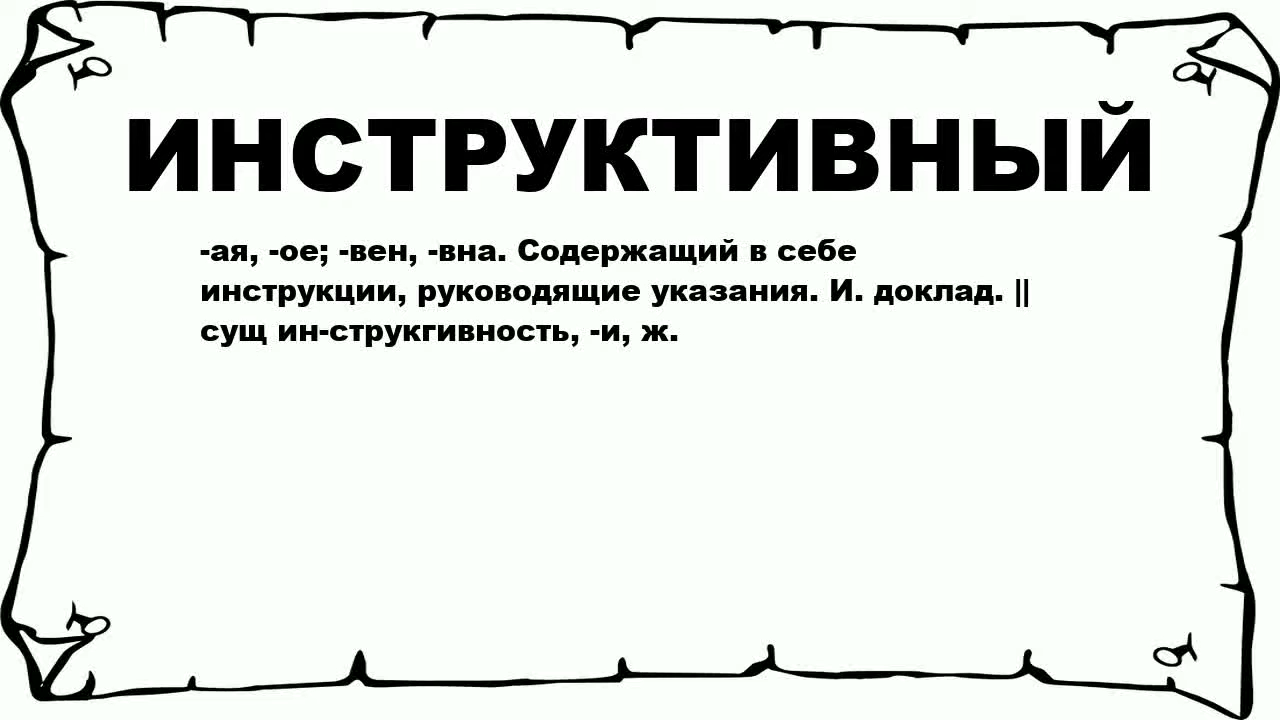 ИНСТРУКТИВНЫЙ
-ая, -ое; -вен, -вна. Содержащий в себе
инструкции, руководящие указания. И. доклад. ||
сущ ин-струкгивность, -и, ж.